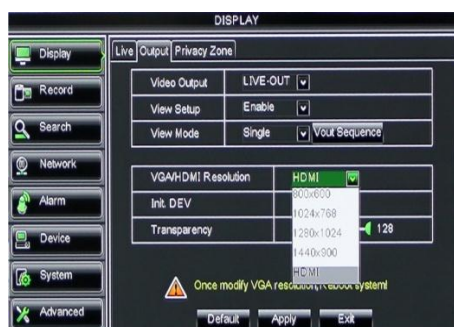 DISPLAY
Display
Record
Search
Network
Alarm
Device
System
Advanced
Live Output Privacy Zone
Video Output LIVE-OUT
View Setup Enable
View Mode Single Vout Sequence
VGA/HDMI Resolution HDMI
800x600
1024x768
1280x1024
1440x900
HDMI
Init. DEV
Transparency 128
Once modify VGA resolution, Reboot system!
Default Apply Exit